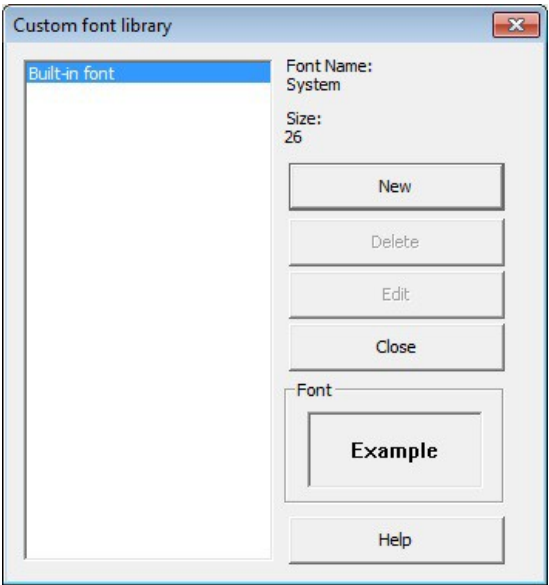 Custom font library
Built-in font
Font Name:
System
Size:
26
New
Delete
Edit
Close
Font
Example
Help